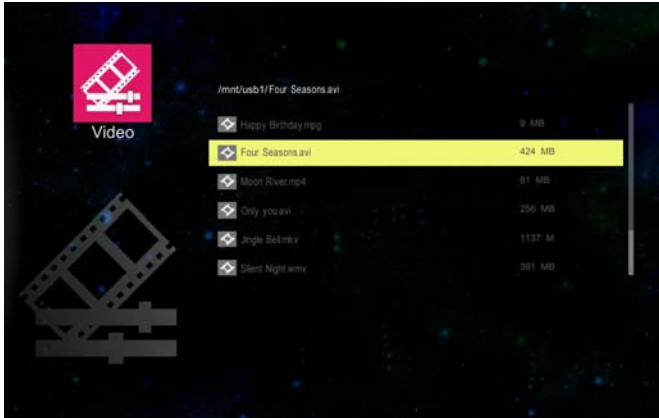 /mnt/usb1/Four Seasons.avi
Video
Happy Birthday.mpg 9 MB
Four Seasons.avi 424 MB
Moon River.mp4 81 MB
Only you.avi 256 MB
Jingle Bell.mkv 1137 M
Silent Night.wmv 391 MB